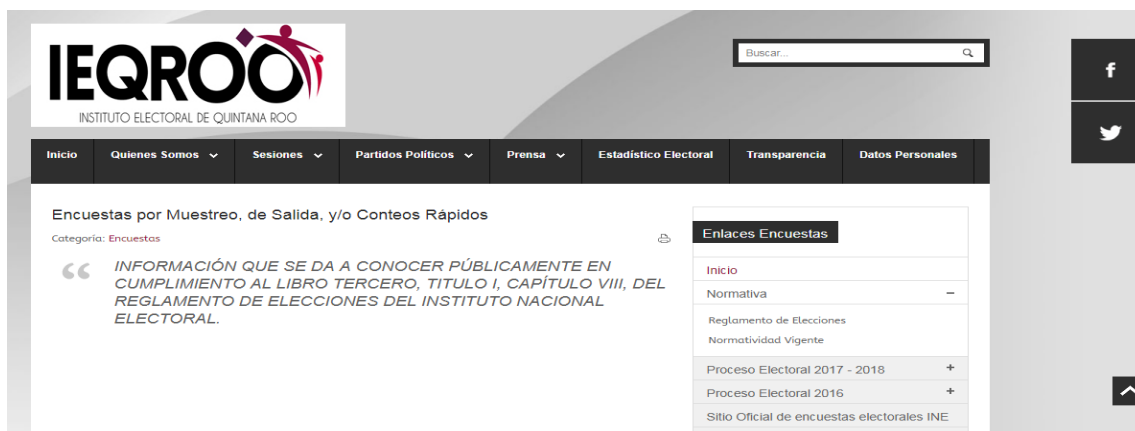 IEQROO
INSTITUTO ELECTORAL DE QUINTANA ROO
Buscar...
Inicio
Quienes Somos
Sesiones
Partidos Políticos
Prensa
Estadístico Electoral
Transparencia
Datos Personales
Encuestas por Muestreo, de Salida, y/o Conteos Rápidos
Categoría: Encuestas
INFORMACIÓN QUE SE DA A CONOCER PÚBLICAMENTE EN
CUMPLIMIENTO AL LIBRO TERCERO, TITULO I, CAPÍTULO VIII, DEL
REGLAMENTO DE ELECCIONES DEL INSTITUTO NACIONAL
ELECTORAL.
Enlaces Encuestas
Inicio
Normativa
Reglamento de Elecciones
Normatividad Vigente
Proceso Electoral 2017 - 2018
Proceso Electoral 2016
Sitio Oficial de encuestas electorales INE